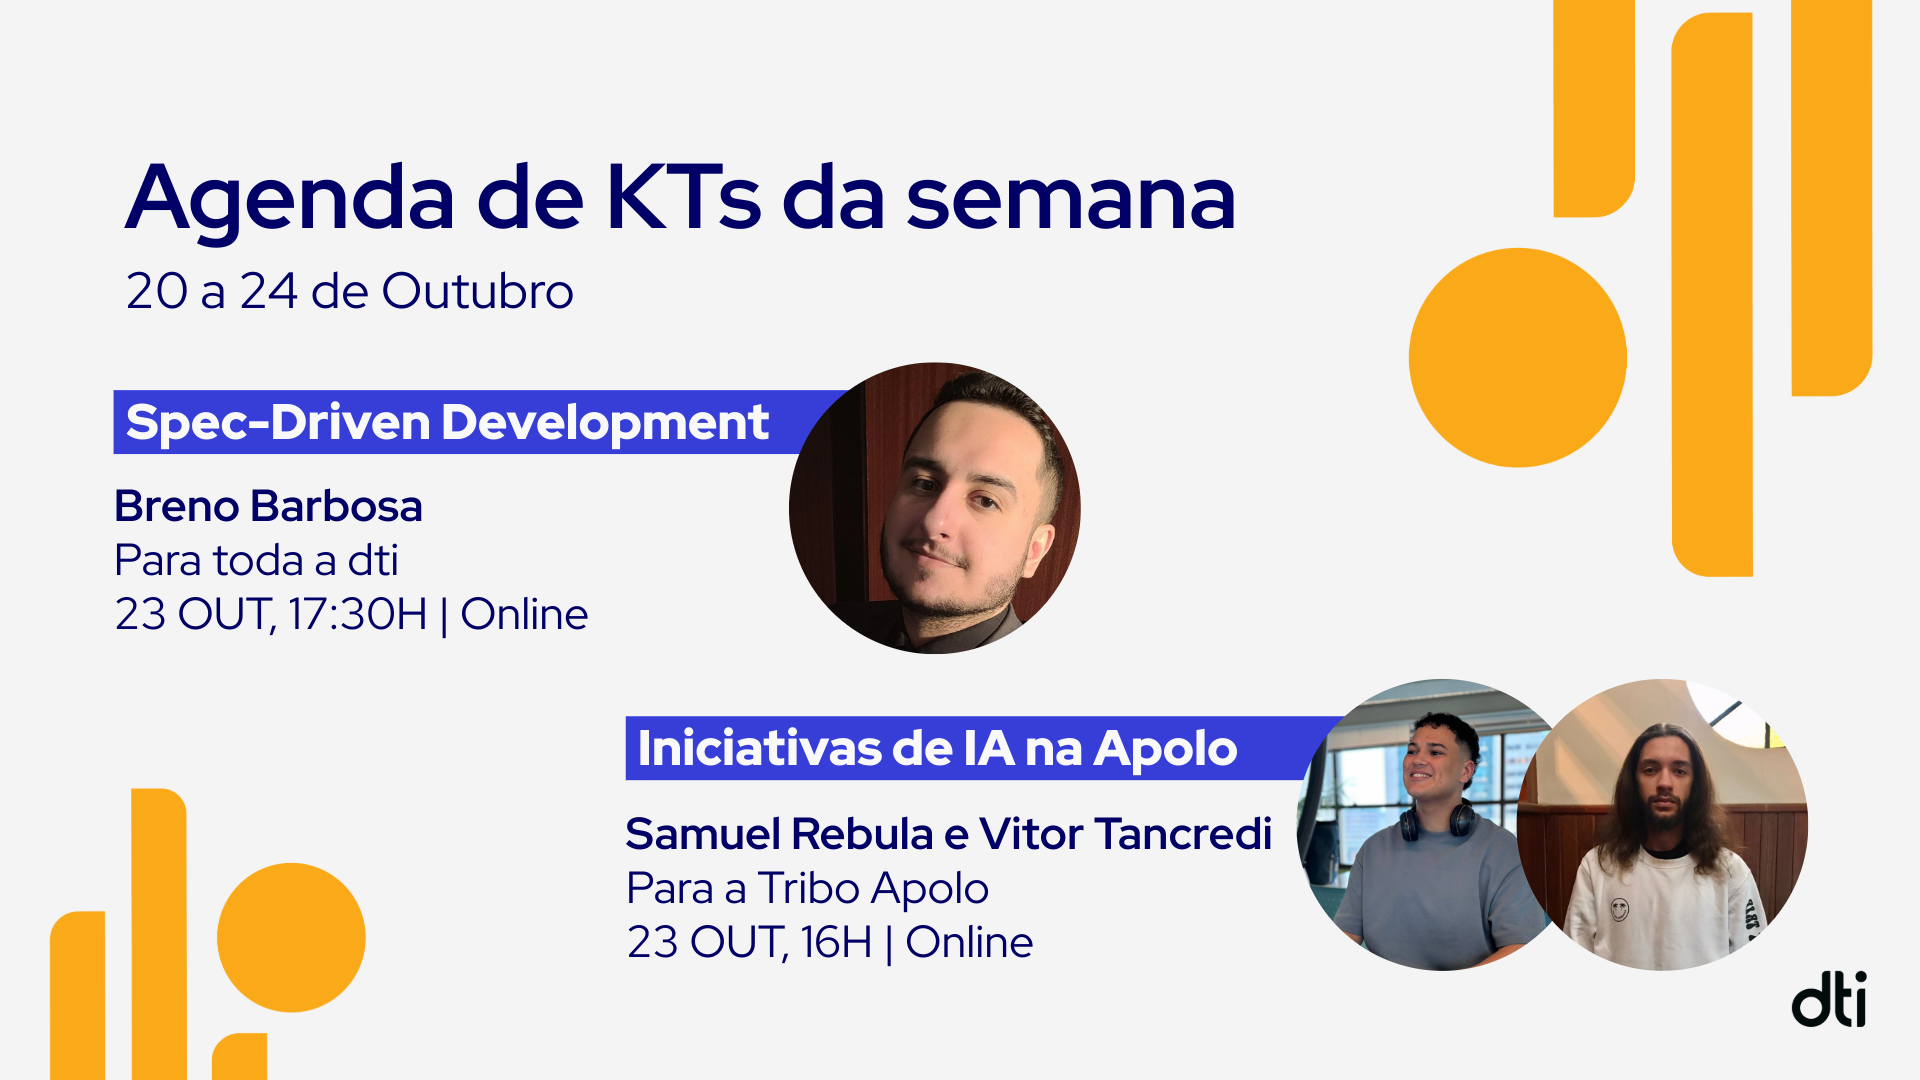 Agenda de KTs da semana
20 a 24 de Outubro
Spec-Driven Development
Breno Barbosa
Para toda a dti
23 OUT, 17:30H | Online
Iniciativas de IA na Apolo
Samuel Rebula e Vitor Tancredi
Para a Tribo Apolo
23 OUT, 16H | Online
dti